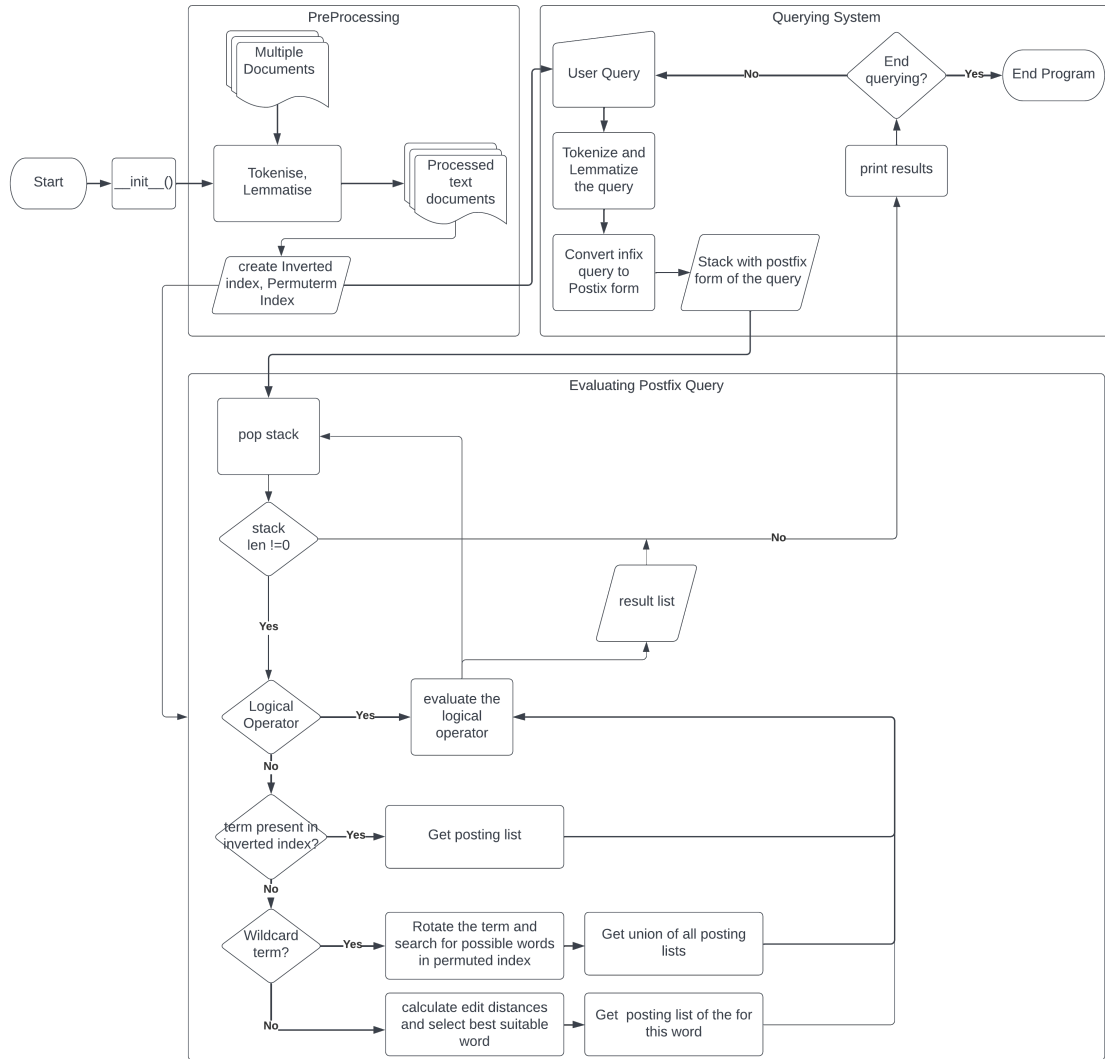 PreProcessing
Multiple
Documents
Start
__init__()
Tokenise,
Lemmatise
Processed
text
documents
create Inverted
index, Permuterm
Index
Querying System
User Query
No
End
querying?
Yes
End Program
Tokenize and
Lemmatize
the query
print results
Convert infix
query to
Postix form
Stack with postfix
form of the query
Evaluating Postfix Query
pop stack
stack
len !=0
No
result list
Yes
Logical
Operator
Yes
evaluate the
logical
operator
No
term present in
inverted index?
Yes
Get posting list
No
Wildcard
term?
Yes
Rotate the term and
search for possible words
in permuted index
Get union of all posting
lists
No
calculate edit distances
and select best suitable
word
Get  posting list of the for
this word